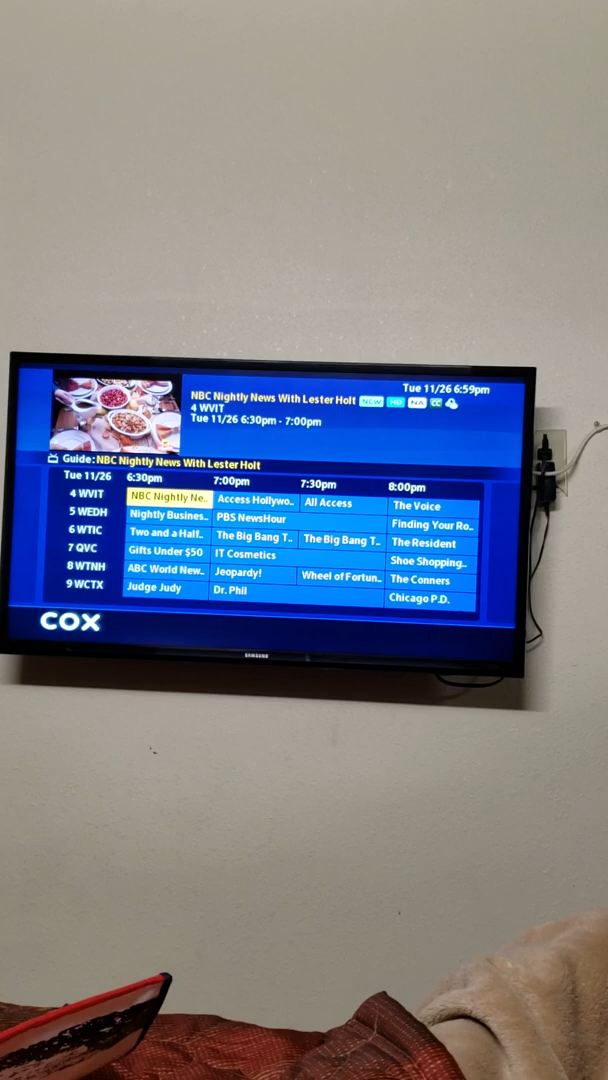 Tue 11/26 6:59pm
NBC Nightly News With Lester Holt NEW HD NA CC
4 WVIT
Tue 11/26 6:30pm - 7:00pm
Guide: NBC Nightly News With Lester Holt
Tue 11/26 6:30pm 7:00pm 7:30pm 8:00pm
4 WVIT NBC Nightly Ne.. Access Hollywo.. All Access The Voice
5 WEDH Nightly Busines.. PBS NewsHour Finding Your Ro..
6 WTIC Two and a Half.. The Big Bang T.. The Big Bang T.. The Resident
7 QVC Gifts Under $50 IT Cosmetics Shoe Shopping..
8 WTNH ABC World New.. Jeopardy! Wheel of Fortun.. The Conners
9 WCTX Judge Judy Dr. Phil Chicago P.D.
COX
SAMSUNG